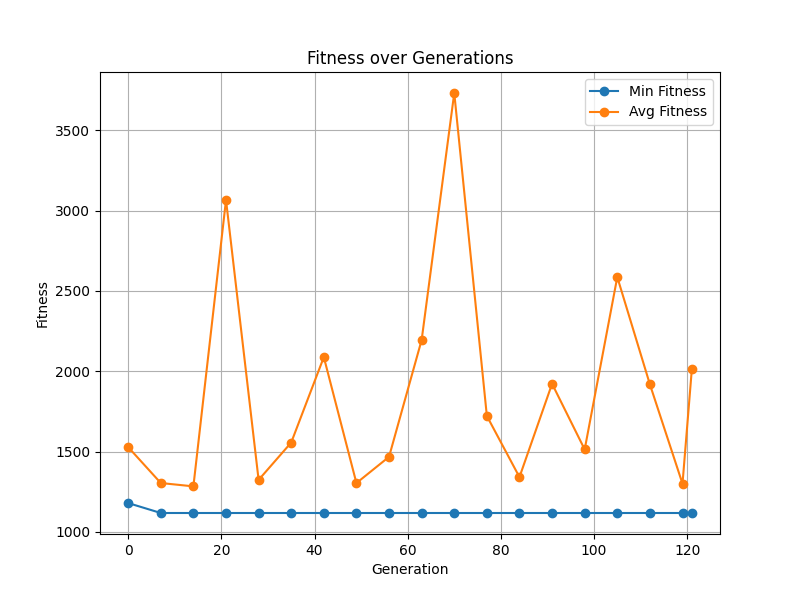 Fitness over Generations
Min Fitness
Avg Fitness
3500
3000
2500
2000
1500
1000
Fitness
0 20 40 60 80 100 120
Generation